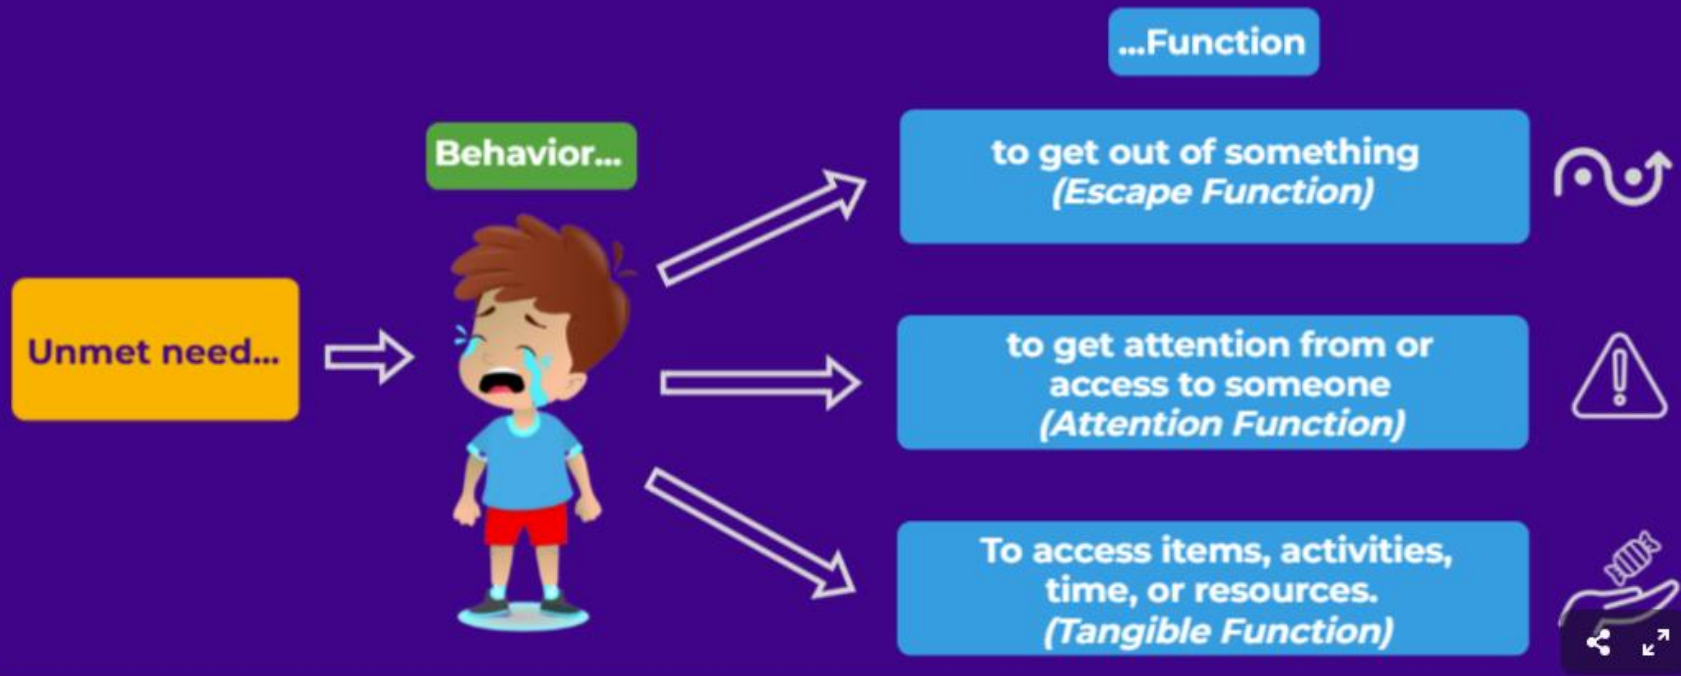 ...Function
Behavior...
Unmet need...
to get out of something
(Escape Function)
to get attention from or
access to someone
(Attention Function)
To access items, activities,
time, or resources.
(Tangible Function)